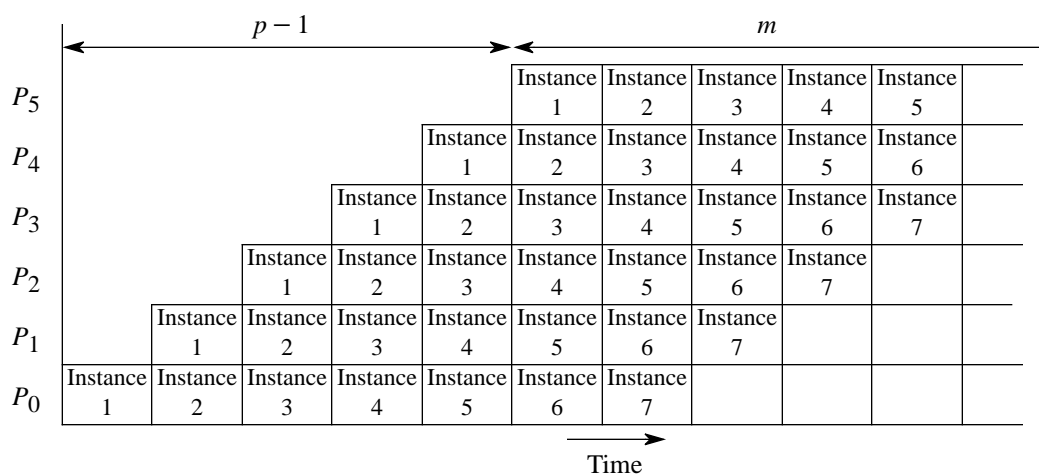 p − 1 m
P5 Instance 1 Instance 2 Instance 3 Instance 4 Instance 5
P4 Instance 1 Instance 2 Instance 3 Instance 4 Instance 5 Instance 6
P3 Instance 1 Instance 2 Instance 3 Instance 4 Instance 5 Instance 6 Instance 7
P2 Instance 1 Instance 2 Instance 3 Instance 4 Instance 5 Instance 6 Instance 7
P1 Instance 1 Instance 2 Instance 3 Instance 4 Instance 5 Instance 6 Instance 7
P0 Instance 1 Instance 2 Instance 3 Instance 4 Instance 5 Instance 6 Instance 7
Time